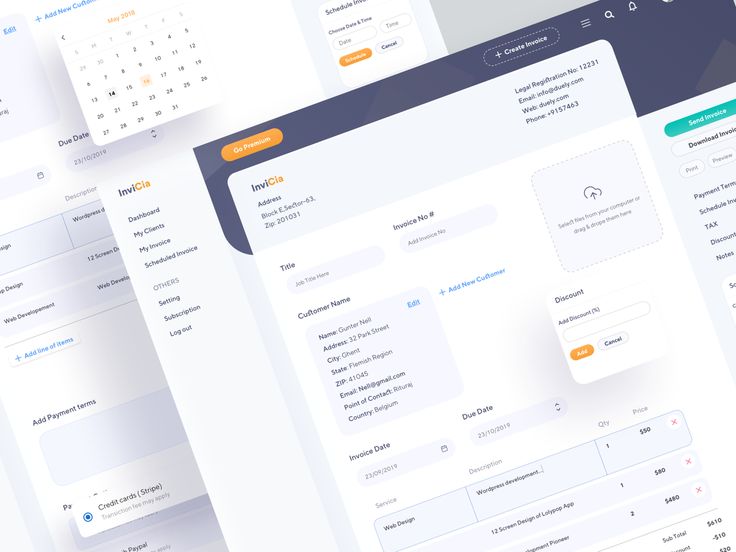 Edit
+ Add New Customer
May 2018
S M T W T F S
29 30 1 2 3 4 5
6 7 8 9 10 11 12
13 14 15 16 17 18 19
20 21 22 23 24 25 26
27 28 29 30 31
Due Date
23/10/2019
Description
Wordpress
12 Screen
Web Developement
Web
+ Add line of items
Add Payment terms
Credit cards ( Stripe)
Transuction fee may apply
Paypal
may apply
Schedule
Choose Date & Time
Date
Time
Schedule
Cancel
+ Create Invoice
Go Premium
InviCia
Dashboard
My Clients
My Invoice
Scheduled Invoice
OTHERS
Setting
Subscription
Log out
InviCia
Address
Block E,Sector-63,
Zip: 201031
Legal Registration No: 12231
Email: info@duely.com
Web: duely.com
Phone: +9157463
Title
Job Title Here
Invoice No #
Add Invoice No
Select files from your computer or
drag & drope them here
Customer Name
+ Add New Customer
Edit
Name: Gunter Nell
Address: 32 Park Street
City: Ghent
State: Flemish Region
ZIP: 41045
Email: Nell@gmail.com
Point of Contact: Rituraj
Country: Belgium
Discount
Add Discount (%)
Add
Cancel
Invoice Date
23/09/2019
Due Date
23/10/2019
Service
Description
Qty
Price
Web Design
Wordpress development..
1
$50
12 Screen Design of Lolypop App
1
$80
Development Pioneer
2
$480
Sub Total
$610
-$10
$20
Send Invoice
Download Invoic
Print
Preview
Payment Term
Schedule Inv
TAX
Discount
Notes